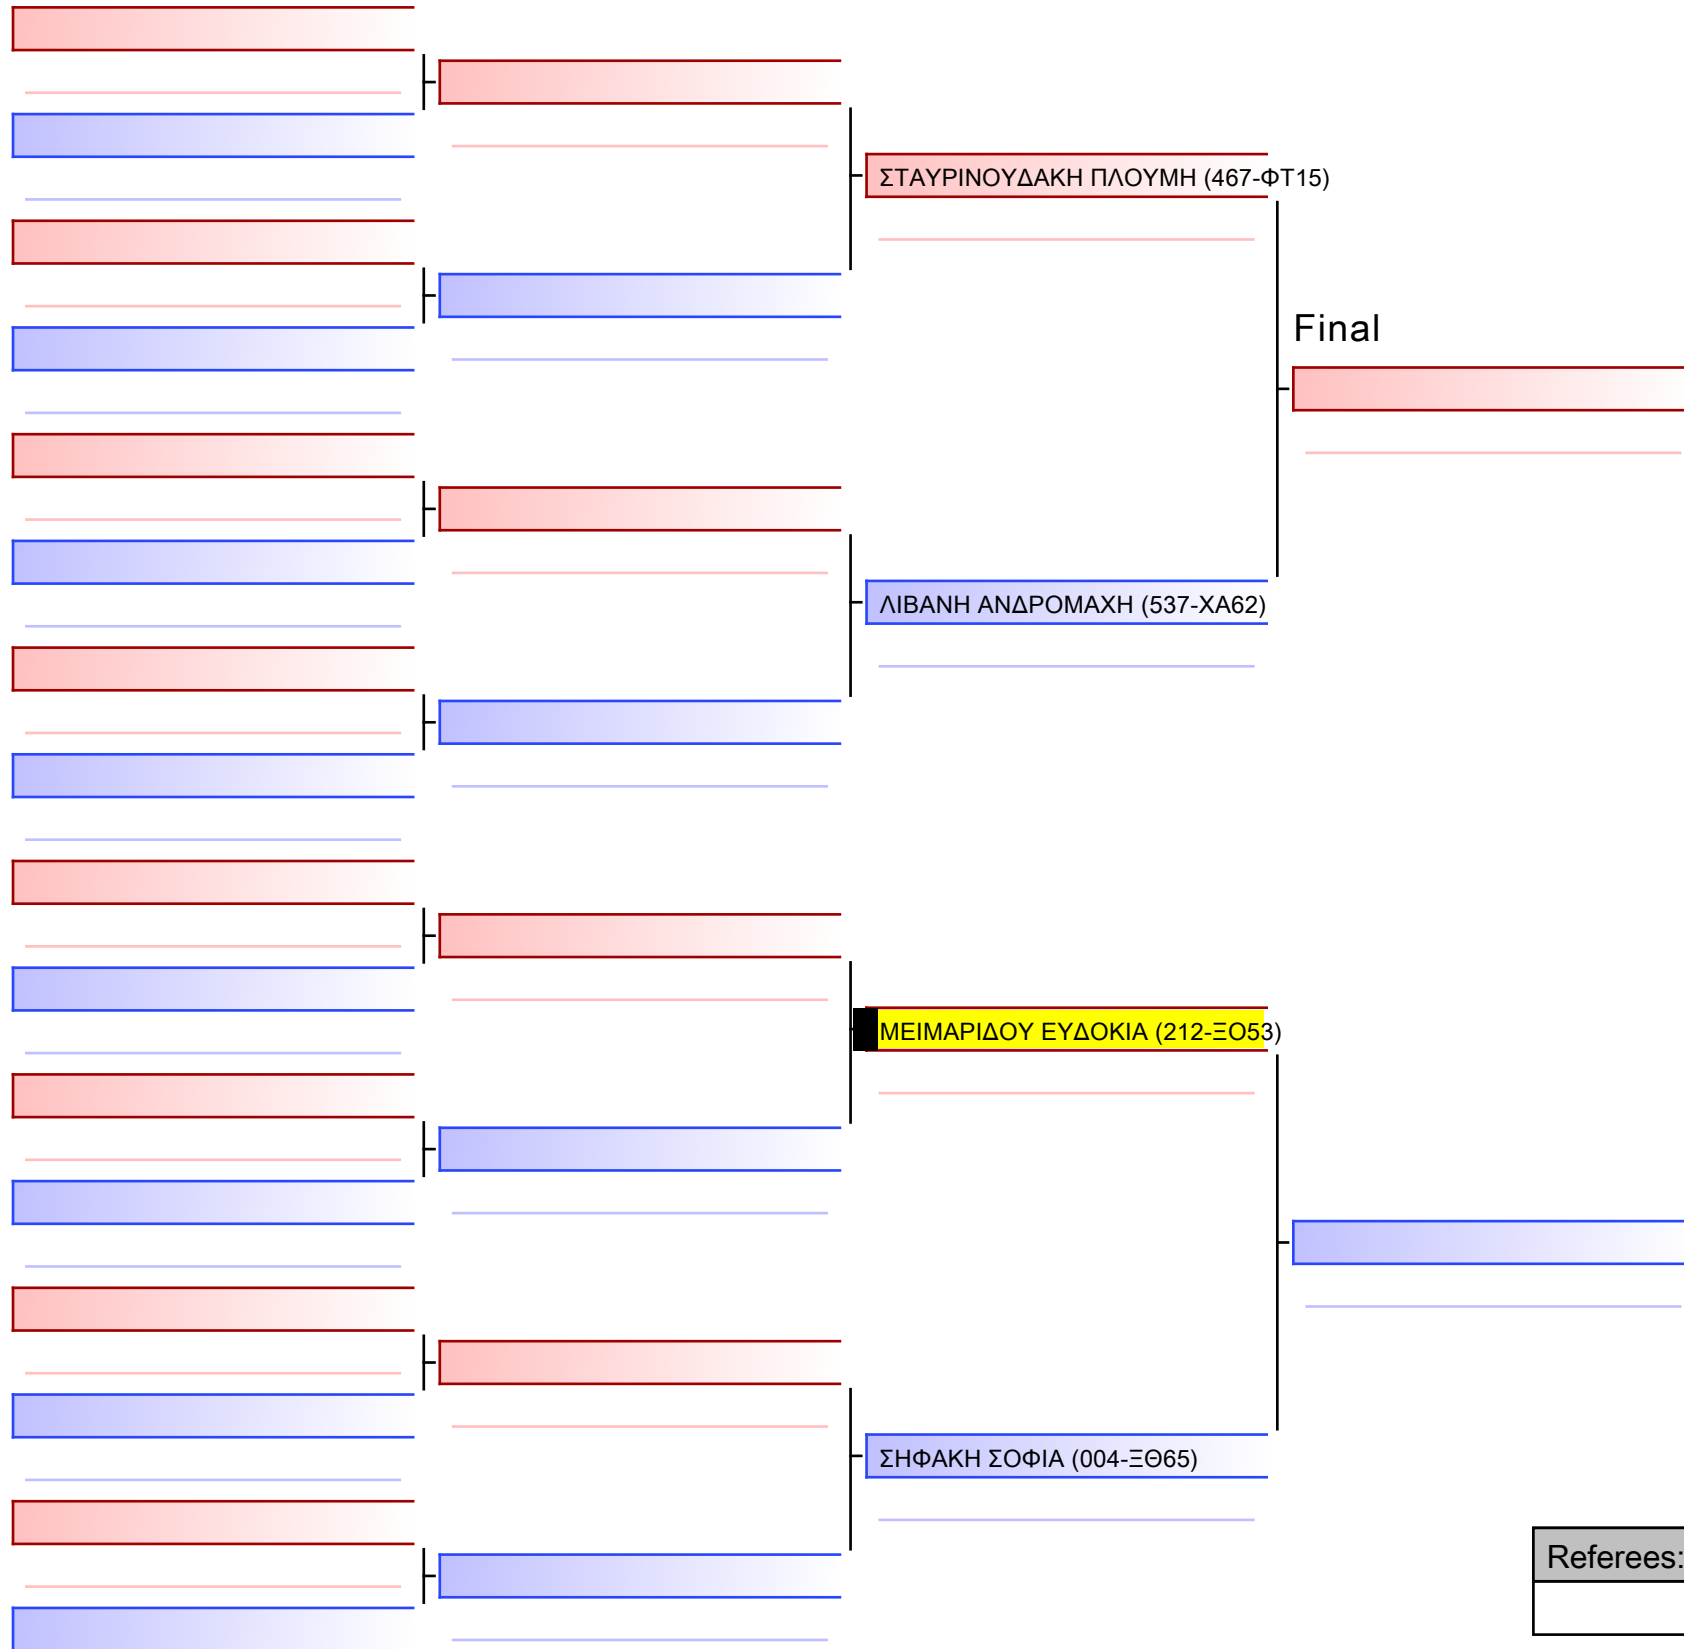 ΣΤΑΥΡΙΝΟΥΔΑΚΗ ΠΛΟΥΜΗ (467-ΦΤ15)
Final
ΛΙΒΑΝΗ ΑΝΔΡΟΜΑΧΗ (537-ΧΑ62)
ΜΕΙΜΑΡΙΔΟΥ ΕΥΔΟΚΙΑ (212-ΞΟ53)
ΣΗΦΑΚΗ ΣΟΦΙΑ (004-ΞΘ65)
Referees: